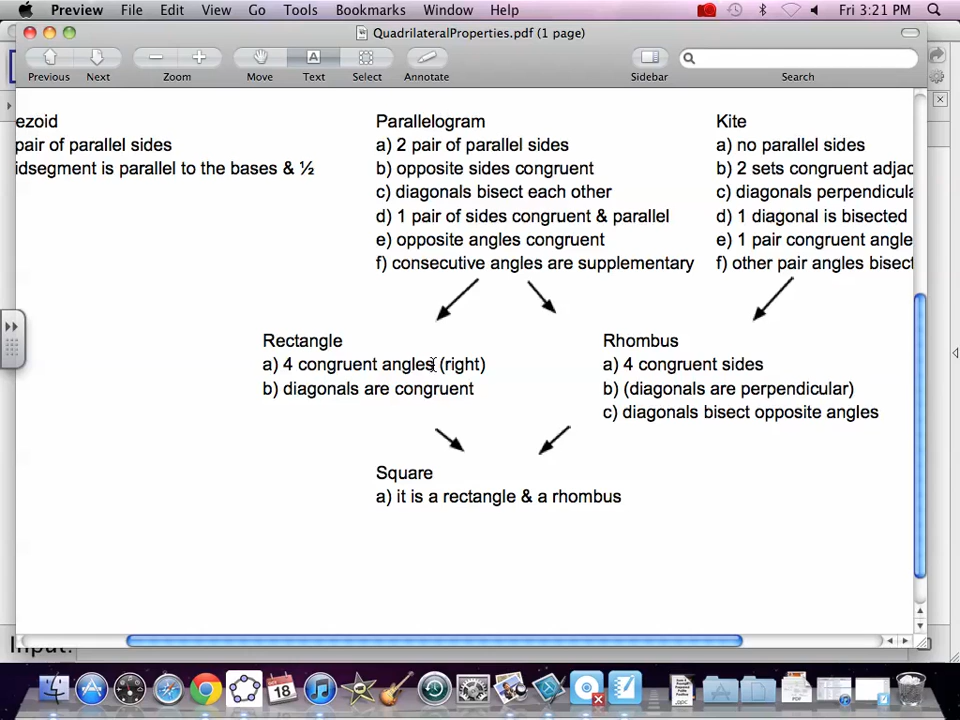 Preview File Edit View Go Tools Bookmarks Window Help Fri 3:21 PM
QuadrilateralProperties.pdf (1 page)
Previous Next Zoom Move Text Select Annotate Sidebar Search
ezoid
pair of parallel sides
idsegment is parallel to the bases & ½
Parallelogram
a) 2 pair of parallel sides
b) opposite sides congruent
c) diagonals bisect each other
d) 1 pair of sides congruent & parallel
e) opposite angles congruent
f) consecutive angles are supplementary
Kite
a) no parallel sides
b) 2 sets congruent adjac
c) diagonals perpendicula
d) 1 diagonal is bisected
e) 1 pair congruent angle
f) other pair angles bisect
Rectangle
a) 4 congruent angles (right)
b) diagonals are congruent
Rhombus
a) 4 congruent sides
b) (diagonals are perpendicular)
c) diagonals bisect opposite angles
Square
a) it is a rectangle & a rhombus
Input:
18